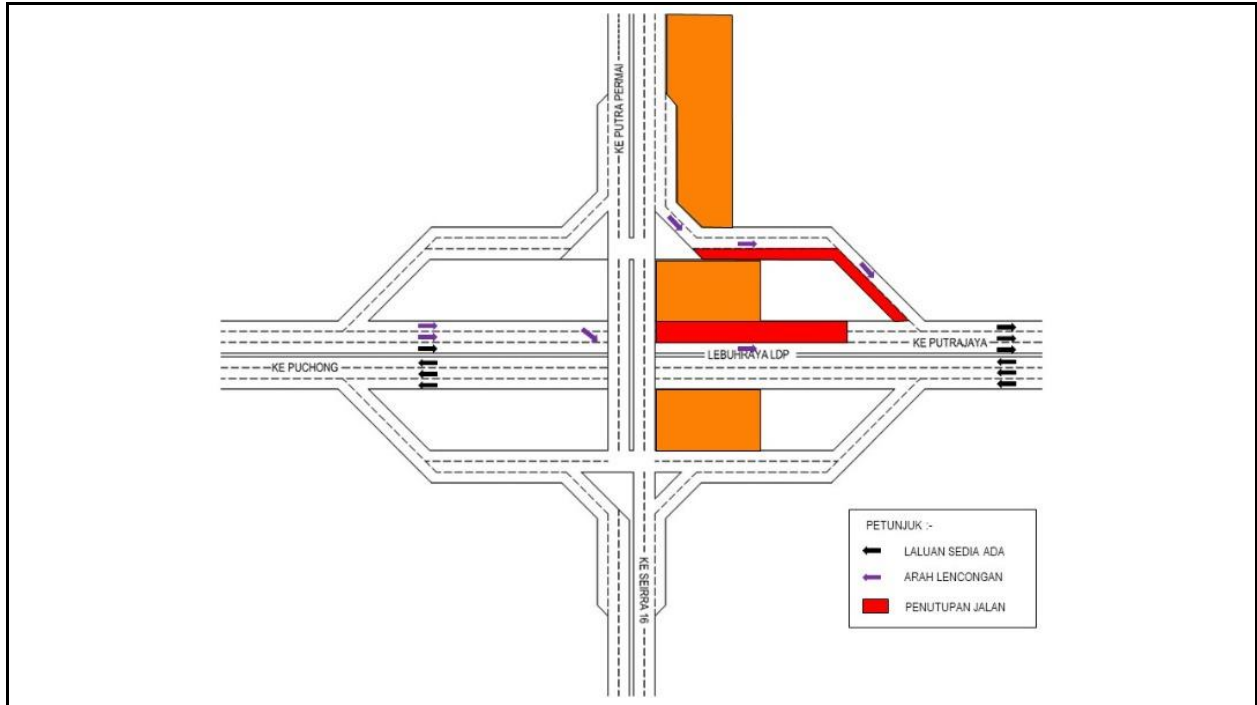 KE PUTRA PERMAI
KE PUTRAJAYA
LEBUHRAYA LDP
KE PUCHONG
KE SEIRRA 16
PETUNJUK :-
LALUAN SEDIA ADA
ARAH LENCONGAN
PENUTUPAN JALAN